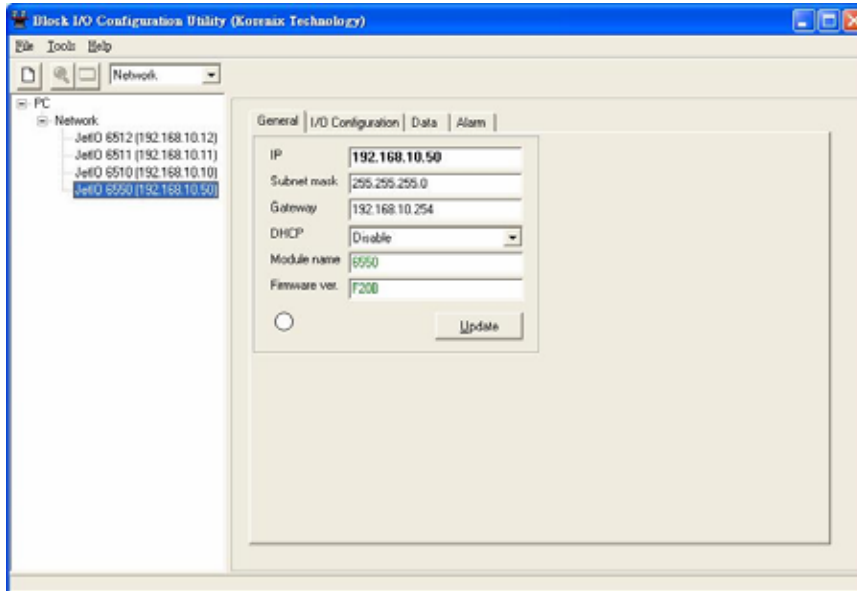 Block I/O Configuration Utility (Korenix Technology)
File Tools Help
Network
PC
Network
JetIO 6512 (192.168.10.12)
JetIO 6511 (192.168.10.11)
JetIO 6510 (192.168.10.10)
JetIO 6550 (192.168.10.50)
General I/O Configuration Data Alarm
IP 192.168.10.50
Subnet mask 255.255.255.0
Gateway 192.168.10.254
DHCP Disable
Module name 6550
Firmware ver. F20B
Update